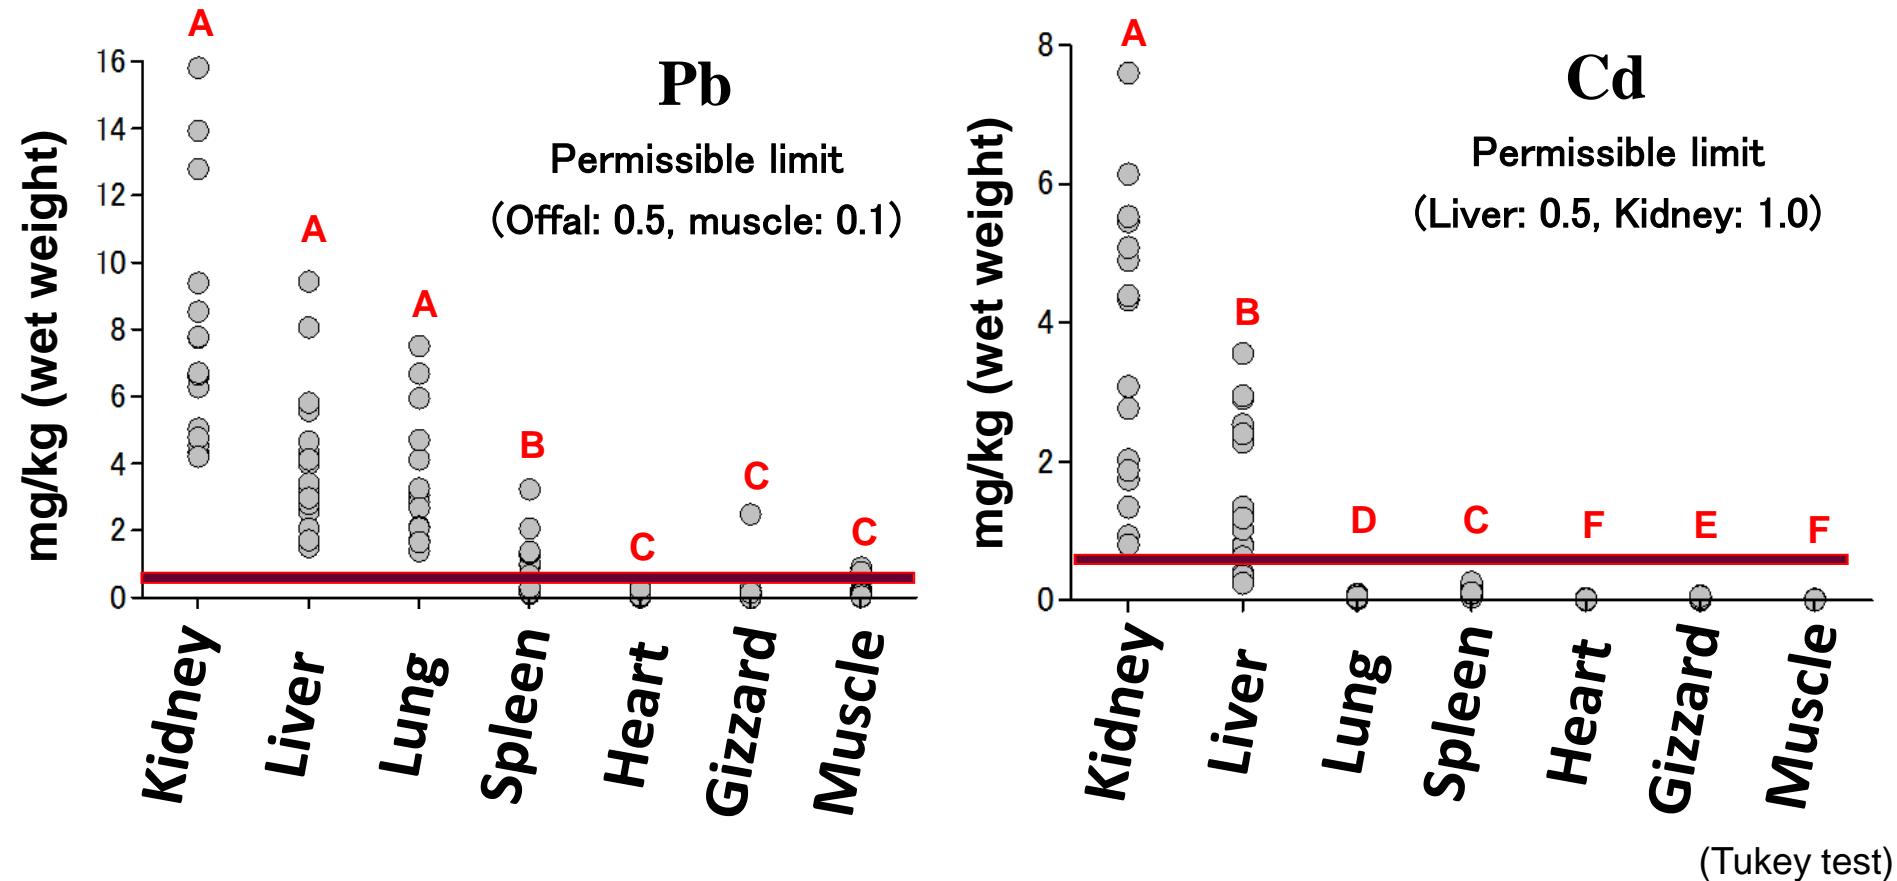 Pb
Permissible limit
(Offal: 0.5, muscle: 0.1)
mg/kg (wet weight)
16
14
12
10
8
6
4
2
0
A
A
A
B
C
C
C
Kidney
Liver
Lung
Spleen
Heart
Gizzard
Muscle
Cd
Permissible limit
(Liver: 0.5, Kidney: 1.0)
mg/kg (wet weight)
8
6
4
2
0
A
B
D
C
F
E
F
Kidney
Liver
Lung
Spleen
Heart
Gizzard
Muscle
(Tukey test)